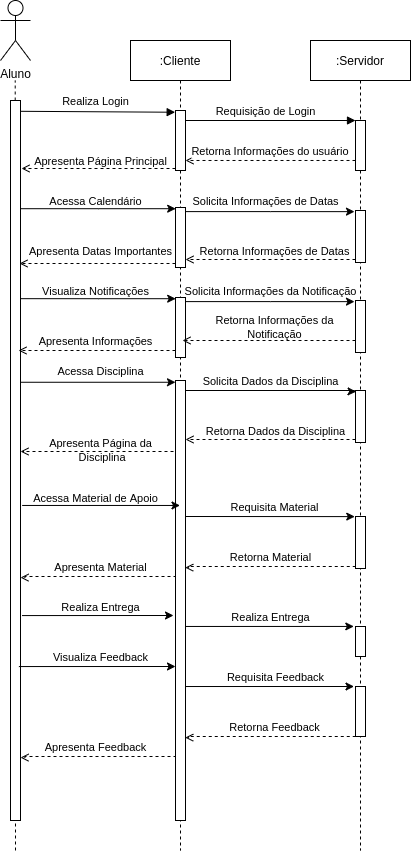 :Cliente
:Servidor
Aluno
Realiza Login
Requisição de Login
Retorna Informações do usuário
Apresenta Página Principal
Acessa Calendário
Solicita Informações de Datas
Apresenta Datas Importantes
Retorna Informações de Datas
Visualiza Notificações
Solicita Informações da Notificação
Retorna Informações da
Notificação
Apresenta Informações
Acessa Disciplina
Solicita Dados da Disciplina
Retorna Dados da Disciplina
Apresenta Página da
Disciplina
Acessa Material de Apoio
Requisita Material
Retorna Material
Apresenta Material
Realiza Entrega
Realiza Entrega
Visualiza Feedback
Requisita Feedback
Retorna Feedback
Apresenta Feedback